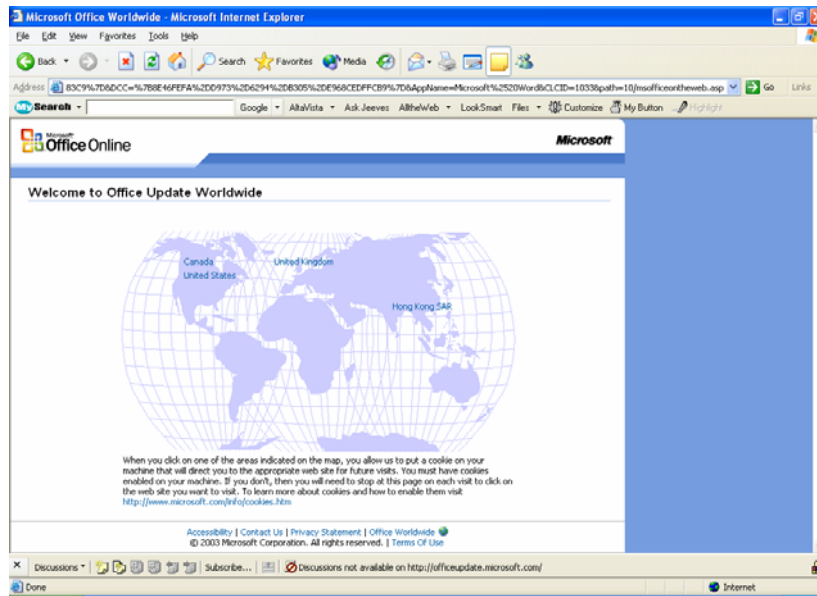 Microsoft Office Worldwide - Microsoft Internet Explorer
File Edit View Favorites Tools Help
Back Search Favorites Media
Address 83C9%7D&DCC=%7B8E46FEFA%2DD973%2D6294%2DB305%2DE968CEDFFCB9%7D&AppName=Microsoft%2520Word&CLCID=1033&path=10/msofficeontheweb.asp Go Links
My Search Google AltaVista Ask Jeeves AlltheWeb LookSmart Files Customize My Button Highlight
Microsoft
Office Online Microsoft
Welcome to Office Update Worldwide
Canada United Kingdom
United States
Hong Kong SAR
When you click on one of the areas indicated on the map, you allow us to put a cookie on your
machine that will direct you to the appropriate web site for future visits. You must have cookies
enabled on your machine. If you don't, then you will need to stop at this page on each visit to click on
the web site you want to visit. To learn more about cookies and how to enable them visit
http://www.microsoft.com/info/cookies.htm
Accessibility | Contact Us | Privacy Statement | Office Worldwide
© 2003 Microsoft Corporation. All rights reserved. | Terms Of Use
Discussions Subscribe... Discussions not available on http://officeupdate.microsoft.com/
Done Internet